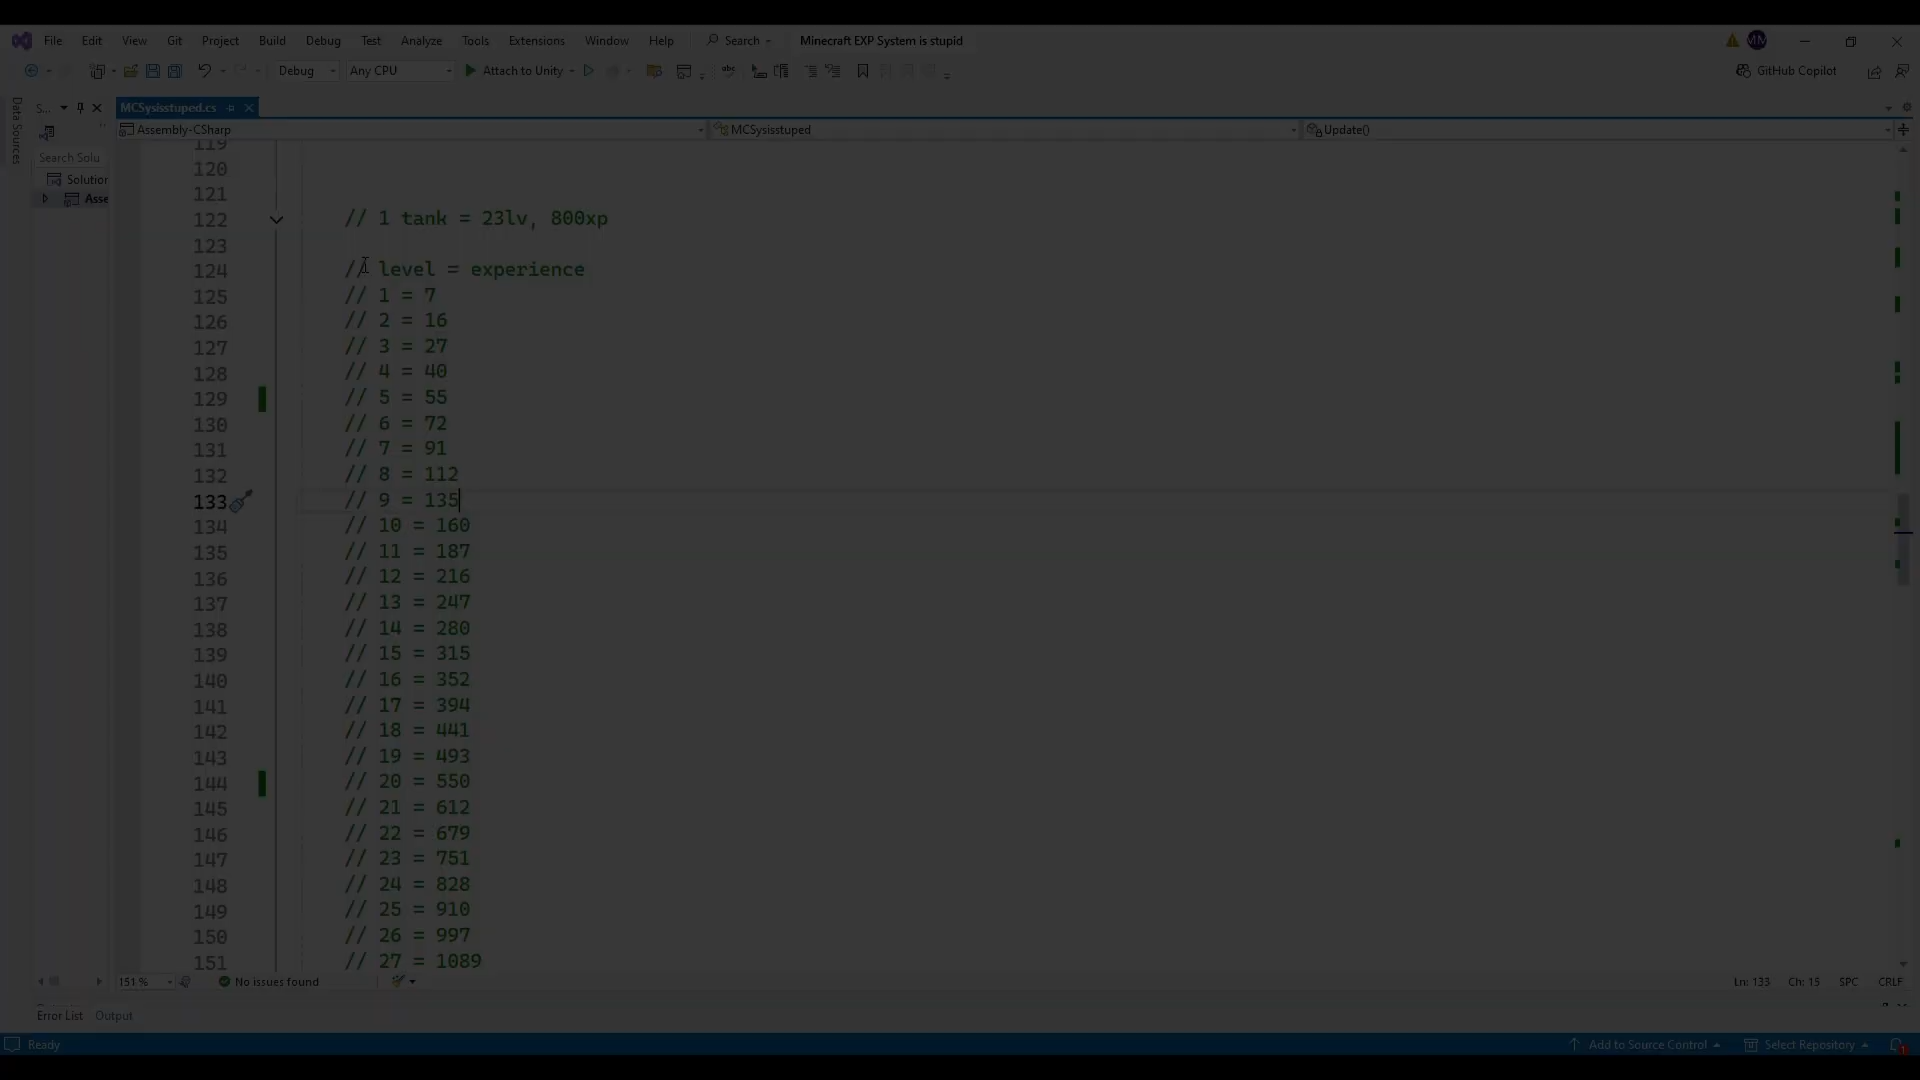 File Edit View Git Project Build Debug Test Analyze Tools Extensions Window Help Search Minecraft EXP System is stupid MM
Debug Any CPU Attach to Unity GitHub Copilot
Data Sources
S...
MCSysisstuped.cs
Assembly-CSharp MCSysisstuped Update()
Search Solu
Solution
Asse
119
120
121
122 // 1 tank = 23lv, 800xp
123
124 // level = experience
125 // 1 = 7
126 // 2 = 16
127 // 3 = 27
128 // 4 = 40
129 // 5 = 55
130 // 6 = 72
131 // 7 = 91
132 // 8 = 112
133 // 9 = 135
134 // 10 = 160
135 // 11 = 187
136 // 12 = 216
137 // 13 = 247
138 // 14 = 280
139 // 15 = 315
140 // 16 = 352
141 // 17 = 394
142 // 18 = 441
143 // 19 = 493
144 // 20 = 550
145 // 21 = 612
146 // 22 = 679
147 // 23 = 751
148 // 24 = 828
149 // 25 = 910
150 // 26 = 997
151 // 27 = 1089
151 % No issues found Ln: 133 Ch: 15 SPC CRLF
Error List Output
Ready Add to Source Control Select Repository 1